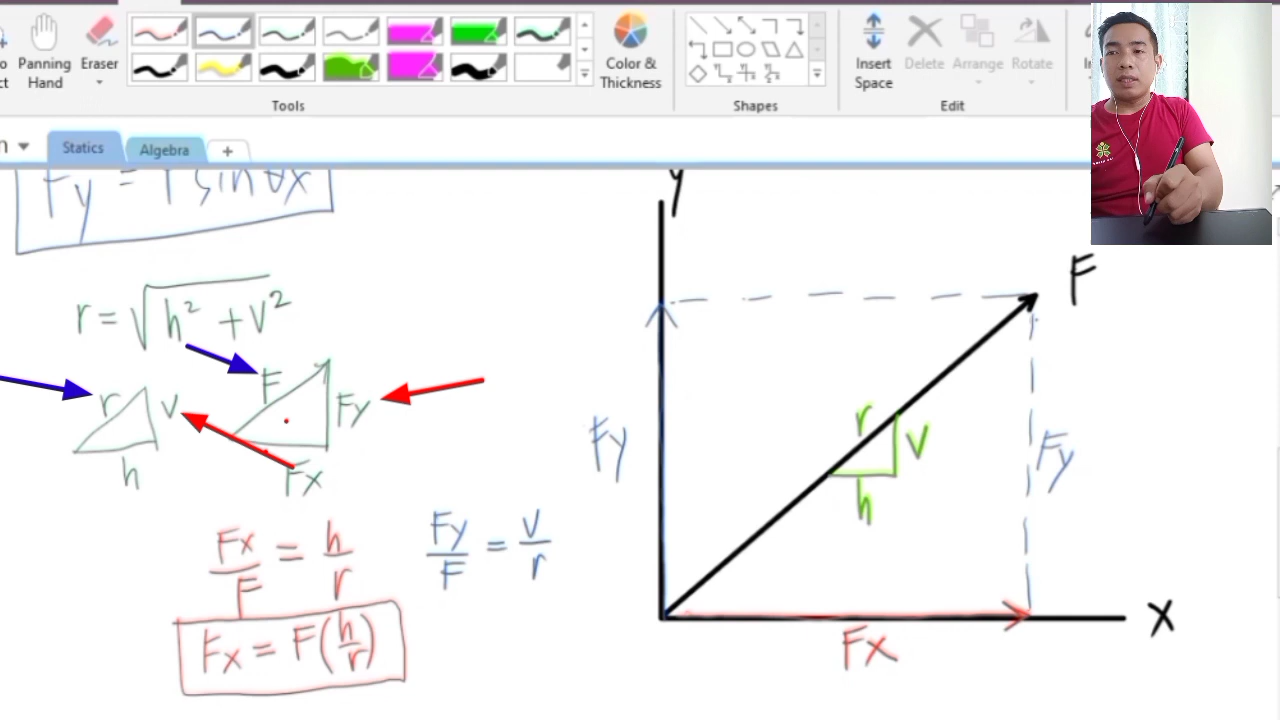 Panning Hand
Eraser
Color & Thickness
Insert Space
Delete
Arrange
Rotate
Tools
Shapes
Edit
Statics
Algebra
+
Fy = F sin θx
r = √h² + v²
r
v
h
F
Fy
Fx
Fx/F = h/r
Fy/F = v/r
Fx = F(h/r)
y
F
Fy
r
v
h
Fy
x
Fx